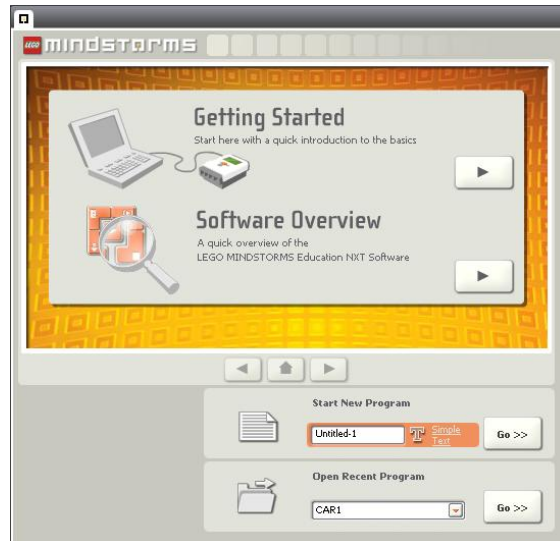 LEGO mindstorms
Getting Started
Start here with a quick introduction to the basics
Software Overview
A quick overview of the
LEGO MINDSTORMS Education NXT Software
Start New Program
Untitled-1
T
Simple
Test
Go >>
Open Recent Program
CAR1
Go >>